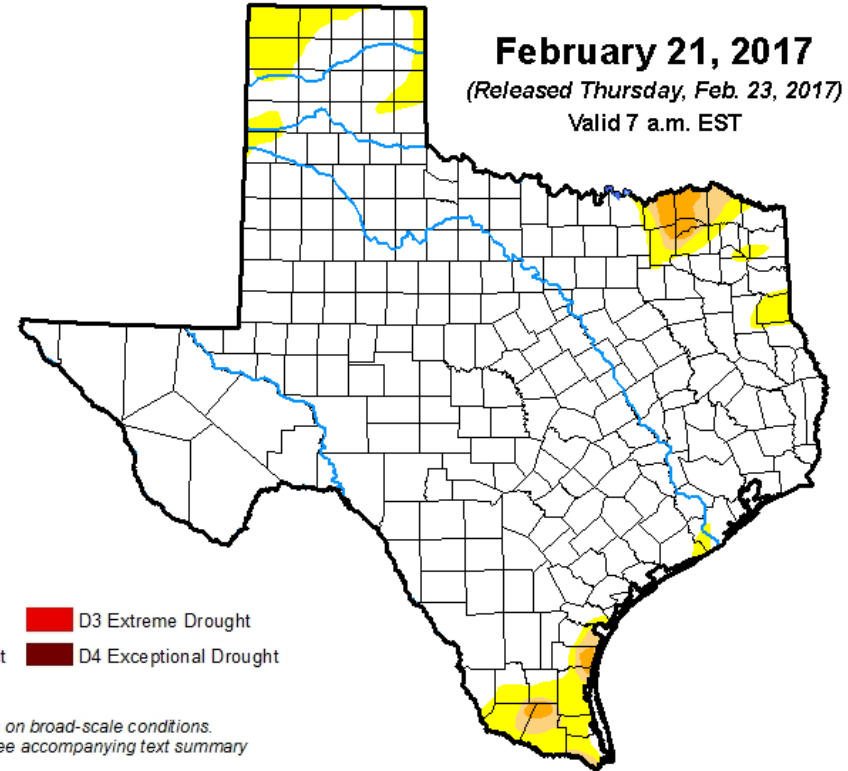 February 21, 2017
(Released Thursday, Feb. 23, 2017)
Valid 7 a.m. EST
D3 Extreme Drought
t
D4 Exceptional Drought
on broad-scale conditions.
ee accompanying text summary